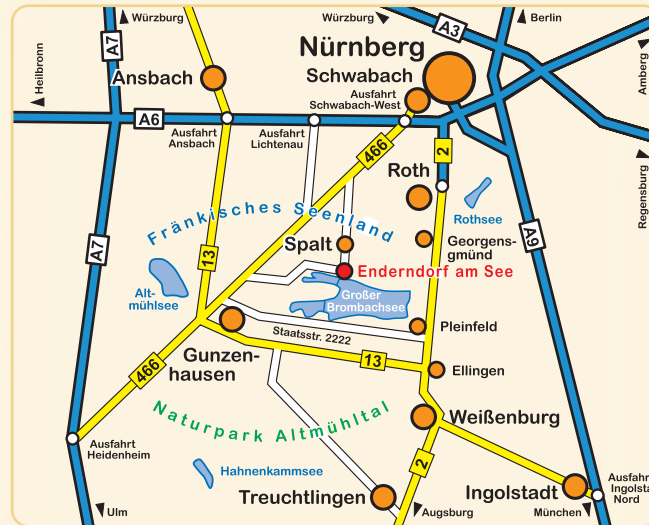 Würzburg
Würzburg
Berlin
A7
A3
Heilbronn
Nürnberg
Amberg
Ansbach
Schwabach
Ausfahrt
Schwabach-West
A6
Ausfahrt
Ansbach
Ausfahrt
Lichtenau
466
2
Regensburg
Roth
Rothsee
Fränkisches Seenland
A7
13
Spalt
Georgens-
gmünd
A9
Enderndorf am See
Alt-
mühlsee
Großer
Brombachsee
Pleinfeld
Staatsstr. 2222
Gunzen-
hausen
13
Ellingen
466
Naturpark Altmühltal
Weißenburg
Ausfahrt
Heidenheim
2
Hahnenkammsee
Treuchtlingen
Ingolstadt
Ausfahr
Ingolsta
Nord
Ulm
Augsburg
München